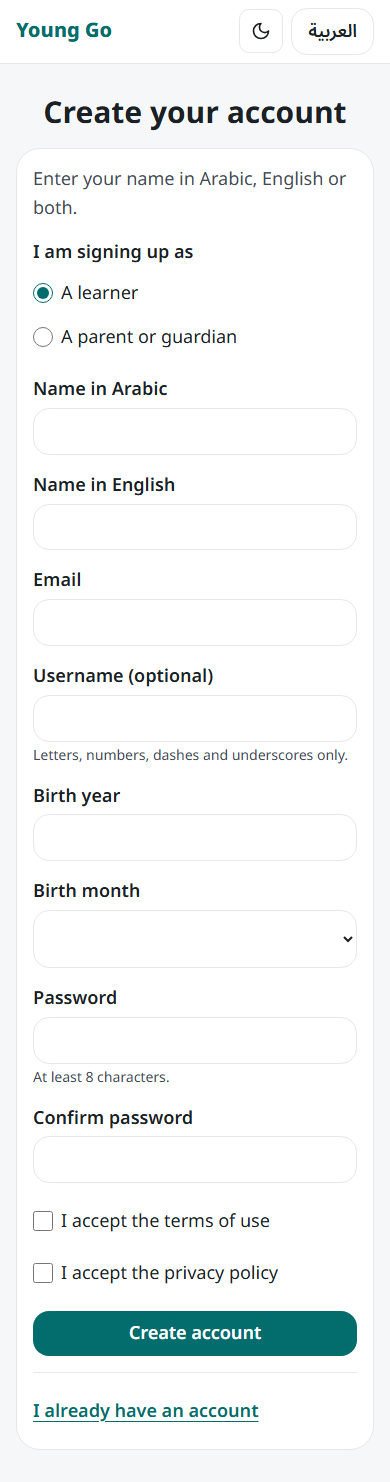 Young Go
العربية
Create your account
Enter your name in Arabic, English or
both.
I am signing up as
A learner
A parent or guardian
Name in Arabic
Name in English
Email
Username (optional)
Letters, numbers, dashes and underscores only.
Birth year
Birth month
Password
At least 8 characters.
Confirm password
I accept the terms of use
I accept the privacy policy
Create account
I already have an account